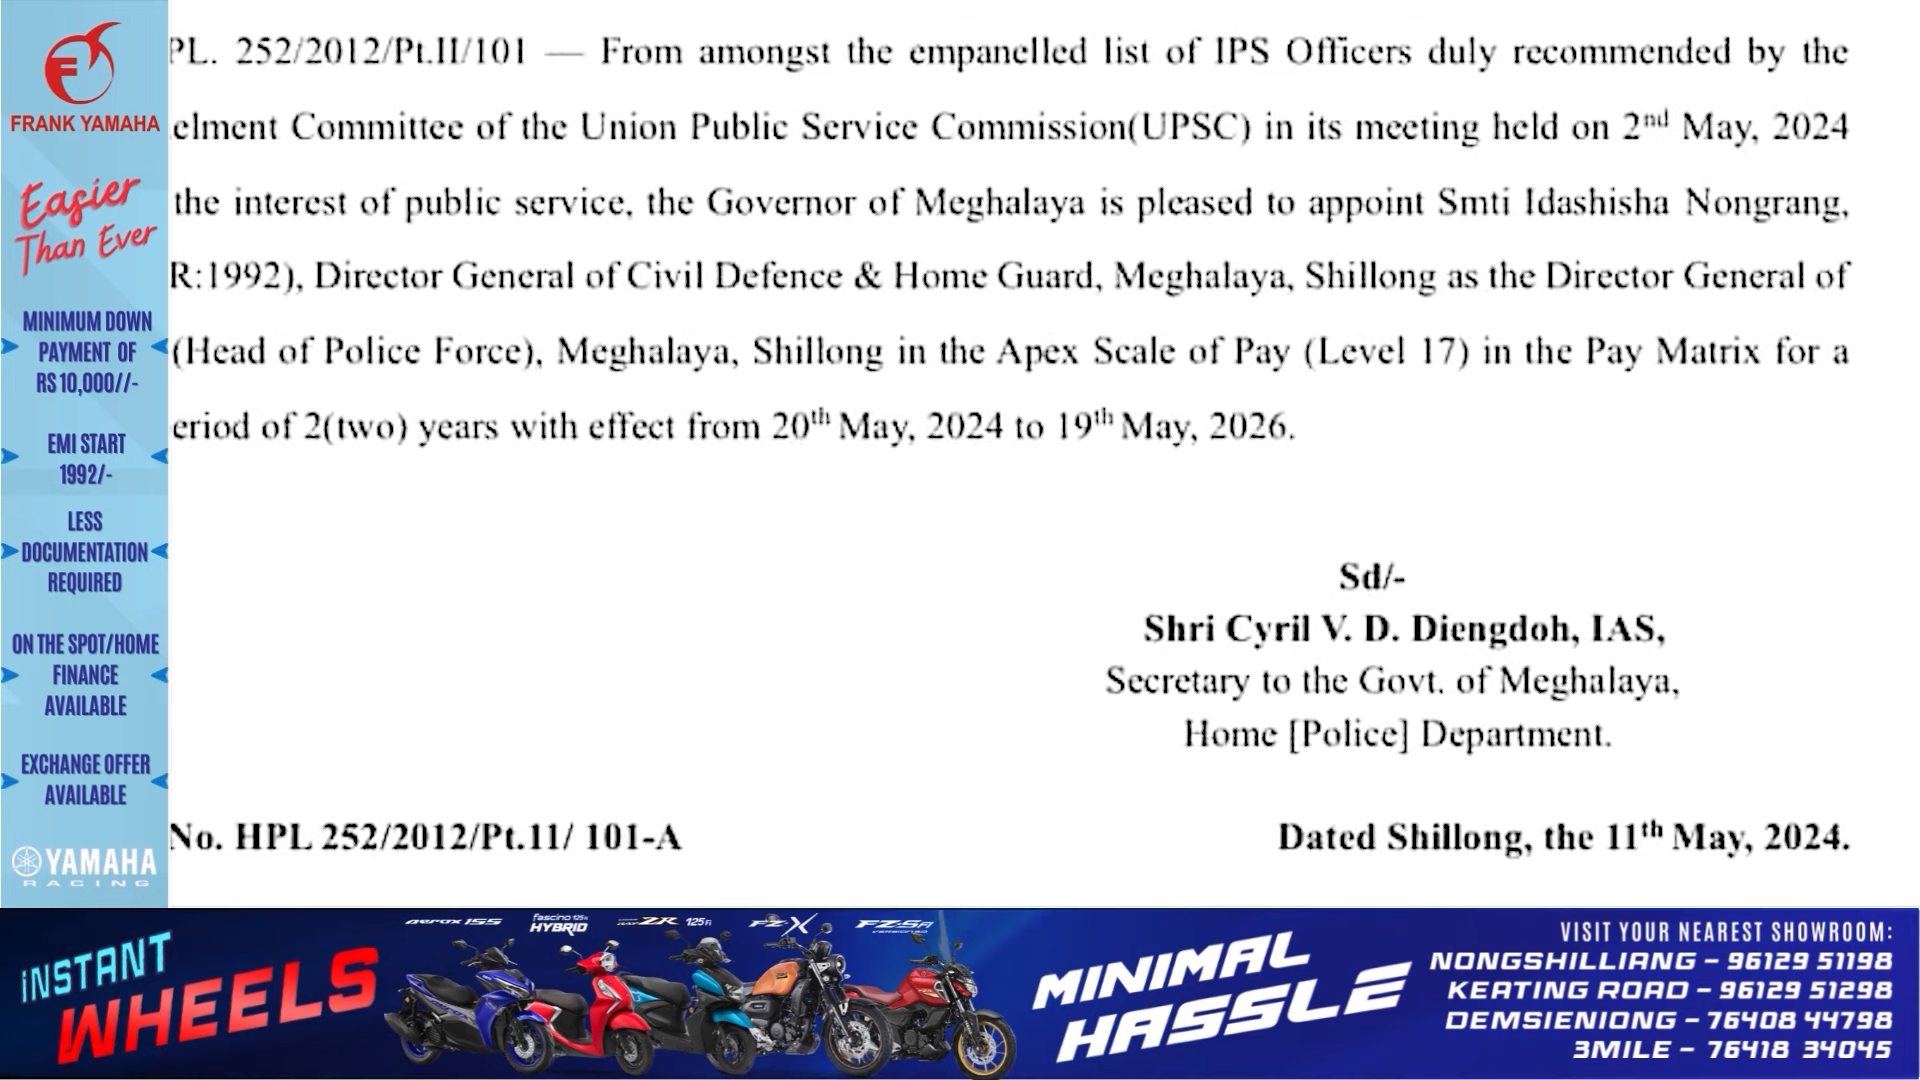 PL. 252/2012/Pt.II/101 — From amongst the empanelled list of IPS Officers duly recommended by the
elment Committee of the Union Public Service Commission(UPSC) in its meeting held on 2nd May, 2024
the interest of public service, the Governor of Meghalaya is pleased to appoint Smti Idashisha Nongrang,
R:1992), Director General of Civil Defence & Home Guard, Meghalaya, Shillong as the Director General of
(Head of Police Force), Meghalaya, Shillong in the Apex Scale of Pay (Level 17) in the Pay Matrix for a
eriod of 2(two) years with effect from 20th May, 2024 to 19th May, 2026.
Sd/-
Shri Cyril V. D. Diengdoh, IAS,
Secretary to the Govt. of Meghalaya,
Home [Police] Department.
No. HPL 252/2012/Pt.11/ 101-A
Dated Shillong, the 11th May, 2024.
FRANK YAMAHA
Easier
Than Ever
MINIMUM DOWN
PAYMENT OF
RS 10,000//-
EMI START
1992/-
LESS
DOCUMENTATION
REQUIRED
ON THE SPOT/HOME
FINANCE
AVAILABLE
EXCHANGE OFFER
AVAILABLE
YAMAHA
RACING
INSTANT
WHEELS
aerox 155
fascino 125fi
HYBRID
ZR 125 Fi
FZ-X
MINIMAL
HASSLE
VISIT YOUR NEAREST SHOWROOM:
NONGSHILLIANG - 96129 51198
KEATING ROAD - 96129 51298
DEMSIENIONG - 76408 44798
3MILE - 76418 34045